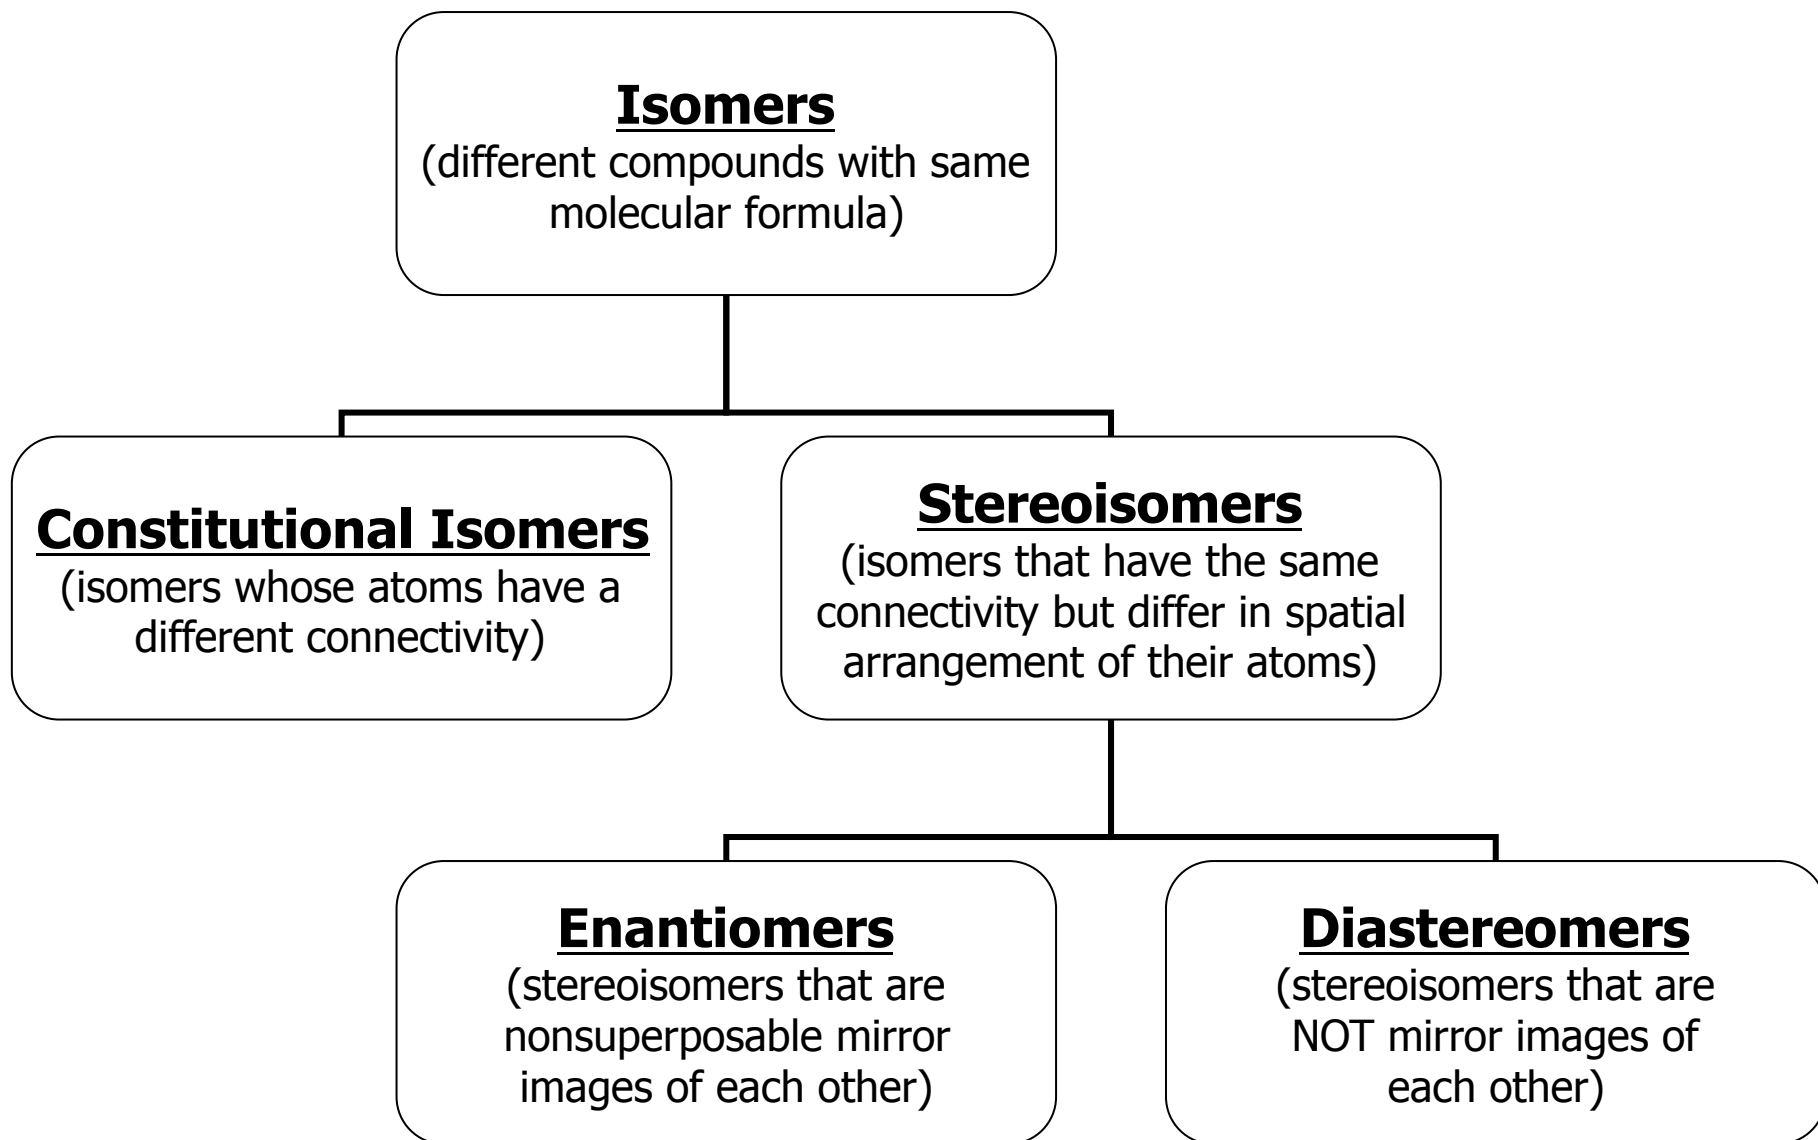 Isomers
(different compounds with same
molecular formula)
Constitutional Isomers
(isomers whose atoms have a
different connectivity)
Stereoisomers
(isomers that have the same
connectivity but differ in spatial
arrangement of their atoms)
Enantiomers
(stereoisomers that are
nonsuperposable mirror
images of each other)
Diastereomers
(stereoisomers that are
NOT mirror images of
each other)